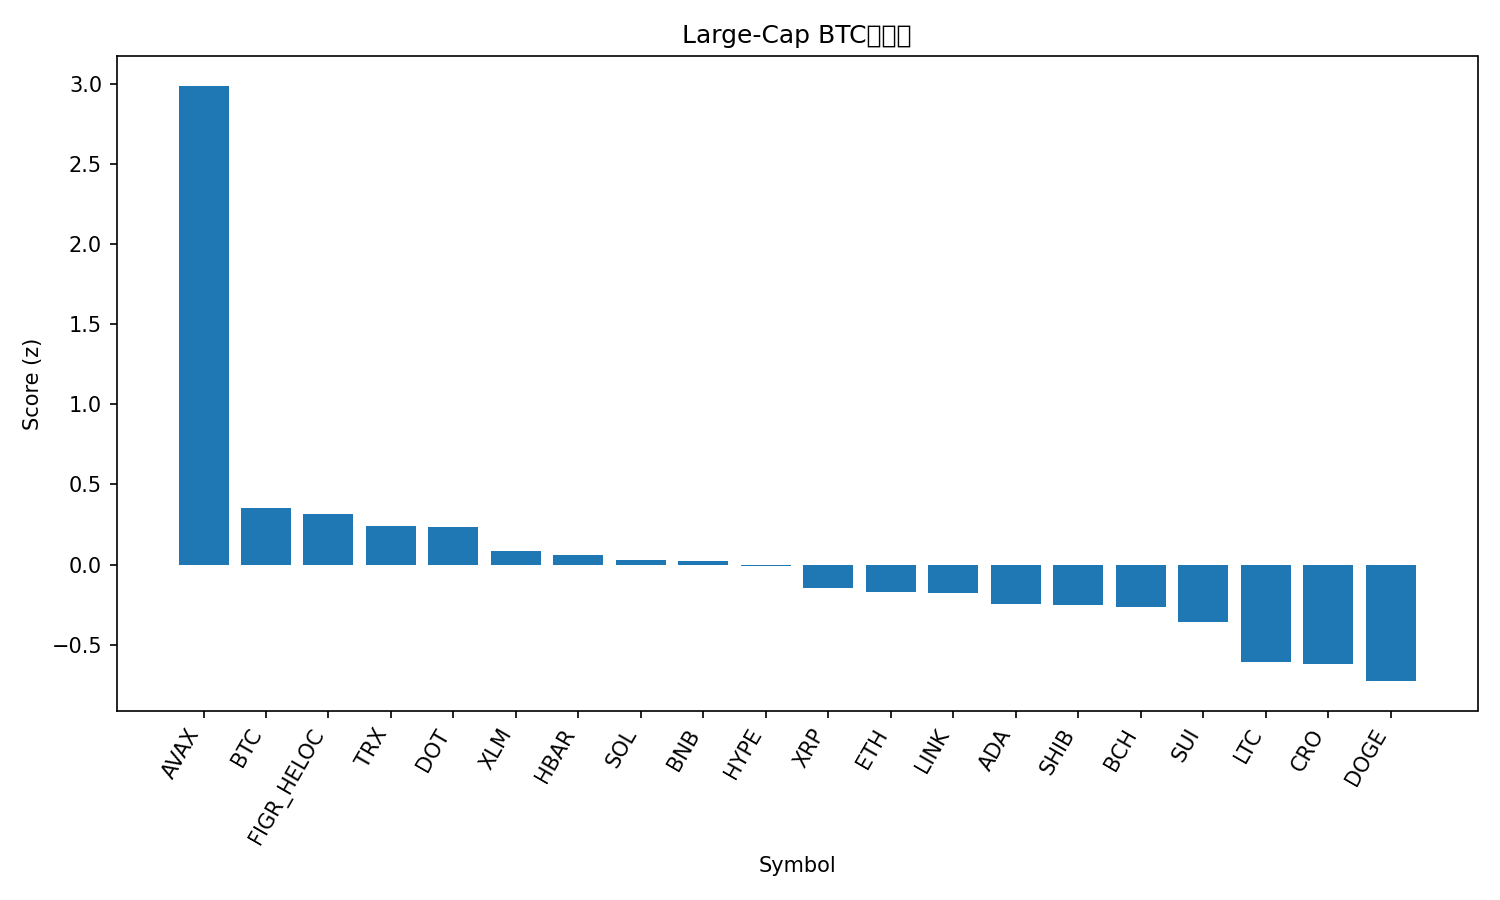 Large-Cap BTC
Score (z)
3.0
2.5
2.0
1.5
1.0
0.5
0.0
−0.5
AVAX
BTC
FIGR_HELOC
TRX
DOT
XLM
HBAR
SOL
BNB
HYPE
XRP
ETH
LINK
ADA
SHIB
BCH
SUI
LTC
CRO
DOGE
Symbol